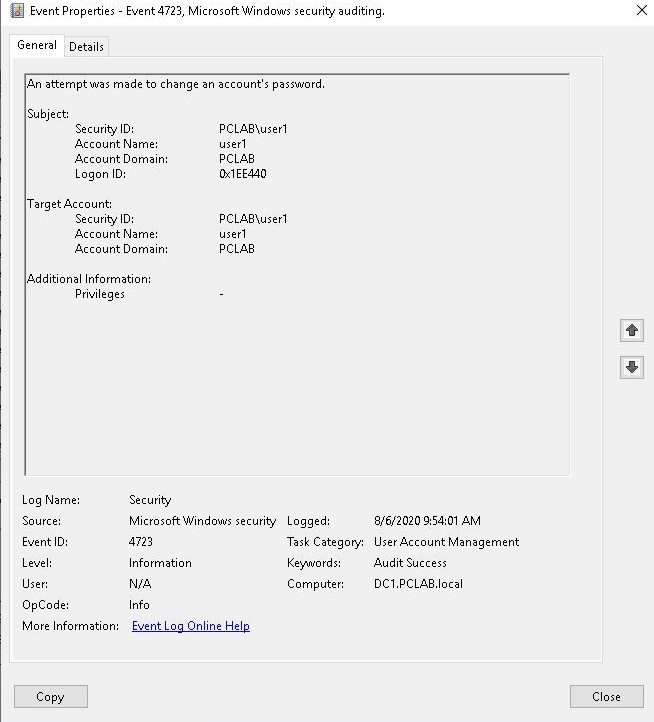 Event Properties - Event 4723, Microsoft Windows security auditing.
General Details
An attempt was made to change an account's password.
Subject:
Security ID: PCLAB\user1
Account Name: user1
Account Domain: PCLAB
Logon ID: 0x1EE440
Target Account:
Security ID: PCLAB\user1
Account Name: user1
Account Domain: PCLAB
Additional Information:
Privileges -
Log Name: Security
Source: Microsoft Windows security Logged: 8/6/2020 9:54:01 AM
Event ID: 4723 Task Category: User Account Management
Level: Information Keywords: Audit Success
User: N/A Computer: DC1.PCLAB.local
OpCode: Info
More Information: Event Log Online Help
Copy Close